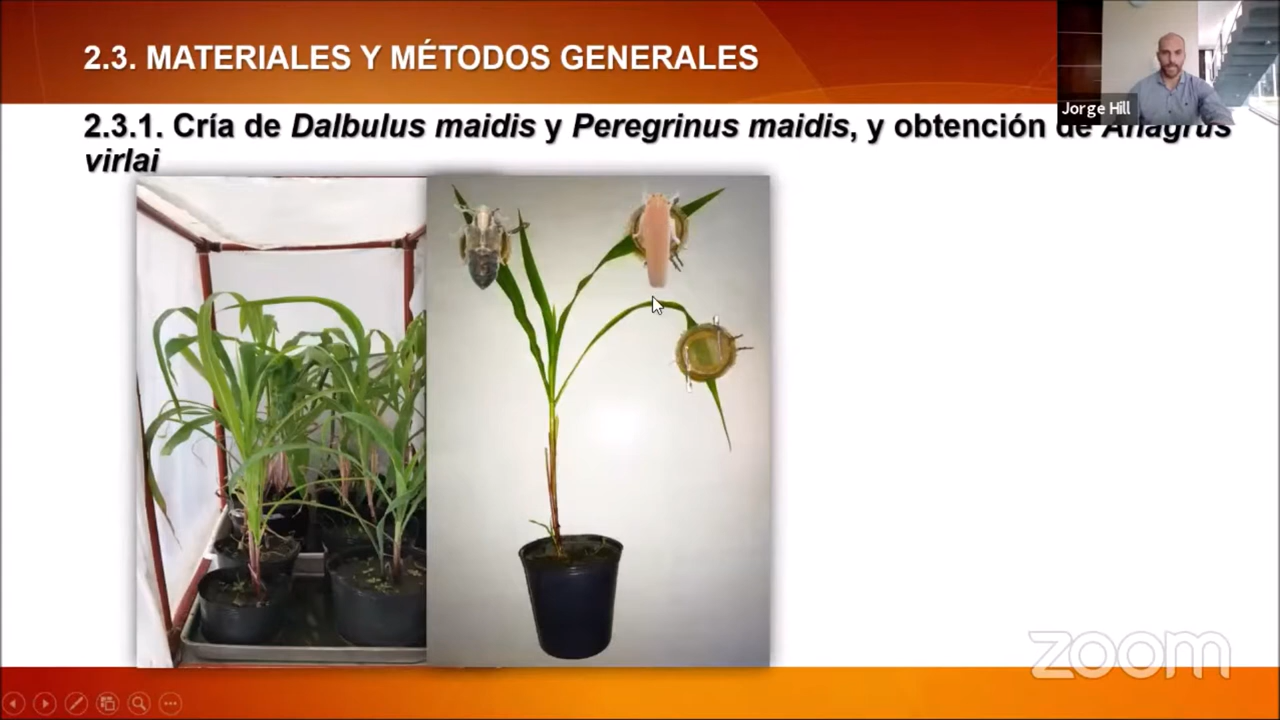 2.3. MATERIALES Y MÉTODOS GENERALES
Jorge Hill
2.3.1. Cría de Dalbulus maidis y Peregrinus maidis, y obtención de Anagrus
virlai
zoom